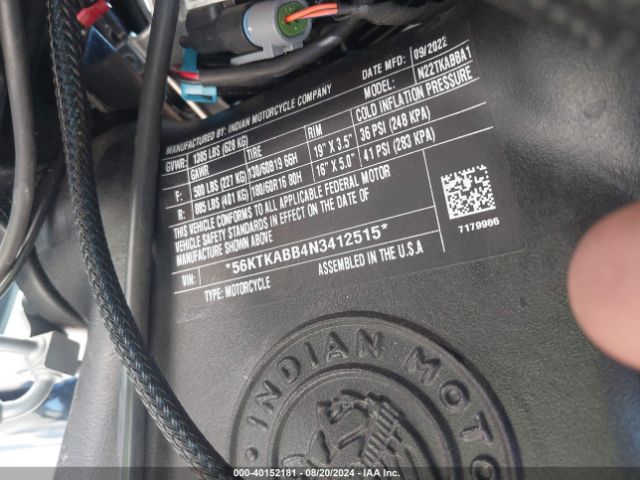 MANUFACTURED BY: INDIAN MOTORCYCLE COMPANY DATE MFD: 09/2022
GVWR: 1385 LBS (628 KG) MODEL: N22TKABBA1
GAWR TIRE RIM COLD INFLATION PRESSURE
F: 500 LBS (227 KG) 130/60B19 66H 19" X 3.5" 36 PSI (248 KPA)
R: 885 LBS (401 KG) 180/60R16 80H 16" X 5.0" 41 PSI (283 KPA)
THIS VEHICLE CONFORMS TO ALL APPLICABLE FEDERAL MOTOR
VEHICLE SAFETY STANDARDS IN EFFECT ON THE DATE OF
MANUFACTURE SHOWN ABOVE
VIN: *56KTKABB4N3412515*
TYPE: MOTORCYCLE ASSEMBLED IN THE U.S.A
7179966
INDIAN MOTO
000-40152181 - 08/20/2024 - IAA Inc.